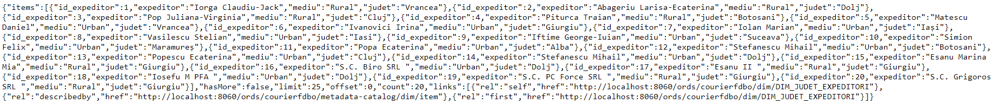 {"items":[{"id_expeditor":1,"expeditor":"Iorga Claudiu-Jack","mediu":"Rural","judet":"Vrancea"},{"id_expeditor":2,"expeditor":"Abageriu Larisa-Ecaterina","mediu":"Rural","judet":"Dolj"},
{"id_expeditor":3,"expeditor":"Pop Juliana-Virginia","mediu":"Rural","judet":"Cluj"},{"id_expeditor":4,"expeditor":"Piturca Traian","mediu":"Rural","judet":"Botosani"},{"id_expeditor":5,"expeditor":"Matescu
Daniel","mediu":"Urban","judet":"Vrancea"},{"id_expeditor":6,"expeditor":"Ivanovici Irina","mediu":"Urban","judet":"Giurgiu"},{"id_expeditor":7,"expeditor":"Iolan Marian","mediu":"Urban","judet":"Iași"},
{"id_expeditor":8,"expeditor":"Vasilescu Stelian","mediu":"Urban","judet":"Iasi"},{"id_expeditor":9,"expeditor":"Iftime George-Iuian","mediu":"Urban","judet":"Suceava"},{"id_expeditor":10,"expeditor":"Simion
Felix","mediu":"Urban","judet":"Maramureș"},{"id_expeditor":11,"expeditor":"Popa Ecaterina","mediu":"Urban","judet":"Alba"},{"id_expeditor":12,"expeditor":"Stefanescu Mihail","mediu":"Urban","judet":"Botosani"},
{"id_expeditor":13,"expeditor":"Popescu Ecaterina","mediu":"Urban","judet":"Cluj"},{"id_expeditor":14,"expeditor":"Stefanescu Mihail","mediu":"Urban","judet":"Dolj"},{"id_expeditor":15,"expeditor":"Esanu Marina
Mia","mediu":"Rural","judet":"Giurgiu"},{"id_expeditor":16,"expeditor":"S.C. Biro SRL ","mediu":"Urban","judet":"Dolj"},{"id_expeditor":17,"expeditor":"Esanu II ","mediu":"Rural","judet":"Giurgiu"},
{"id_expeditor":18,"expeditor":"Iosefu M PFA ","mediu":"Urban","judet":"Dolj"},{"id_expeditor":19,"expeditor":"S.C. PC Force SRL ","mediu":"Rural","judet":"Giurgiu"},{"id_expeditor":20,"expeditor":"S.C. Grigoros
SRL ","mediu":"Rural","judet":"Giurgiu"}],"hasMore":false,"limit":25,"offset":0,"count":20,"links":[{"rel":"self","href":"http://localhost:8060/ords/courierfdbo/dim/DIM_JUDET_EXPEDITORI"},
{"rel":"describedby","href":"http://localhost:8060/ords/courierfdbo/metadata-catalog/dim/item"},{"rel":"first","href":"http://localhost:8060/ords/courierfdbo/dim/DIM_JUDET_EXPEDITORI"}]}